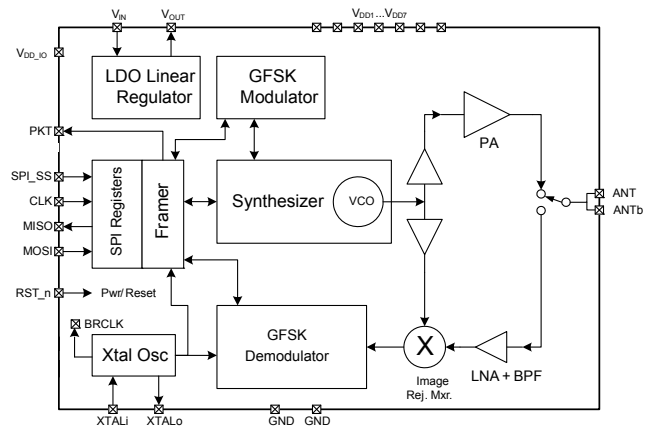 VIN
VOUT
VDD1...VDD7
VDD_IO
LDO Linear
Regulator
GFSK
Modulator
PKT
PA
SPI_SS
CLK
MISO
MOSI
SPI Registers
Framer
Synthesizer
VCO
ANT
ANTb
RST_n
Pwr/Reset
BRCLK
Xtal Osc
GFSK
Demodulator
X
Image
Rej. Mxr.
LNA + BPF
XTALi
XTALo
GND
GND